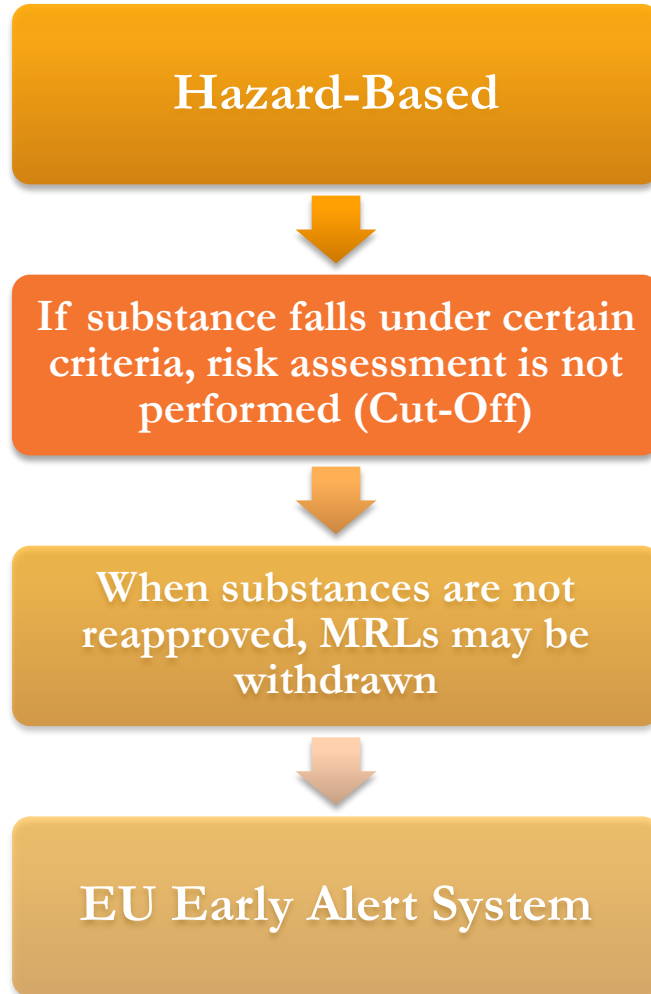 Hazard-Based
If substance falls under certain
criteria, risk assessment is not
performed (Cut-Off)
When substances are not
reapproved, MRLs may be
withdrawn
EU Early Alert System